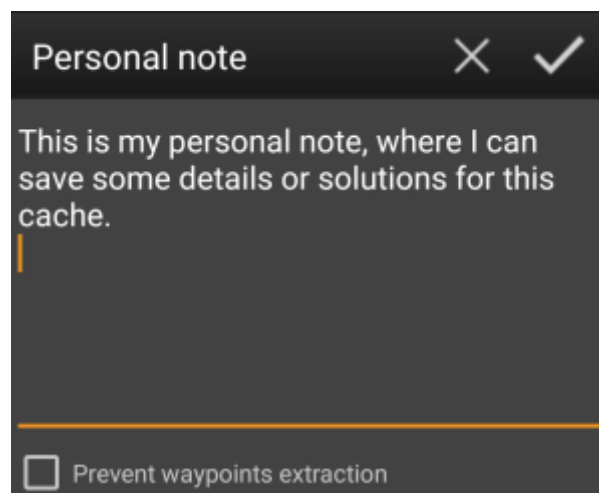 Personal note
This is my personal note, where I can
save some details or solutions for this
cache.
Prevent waypoints extraction